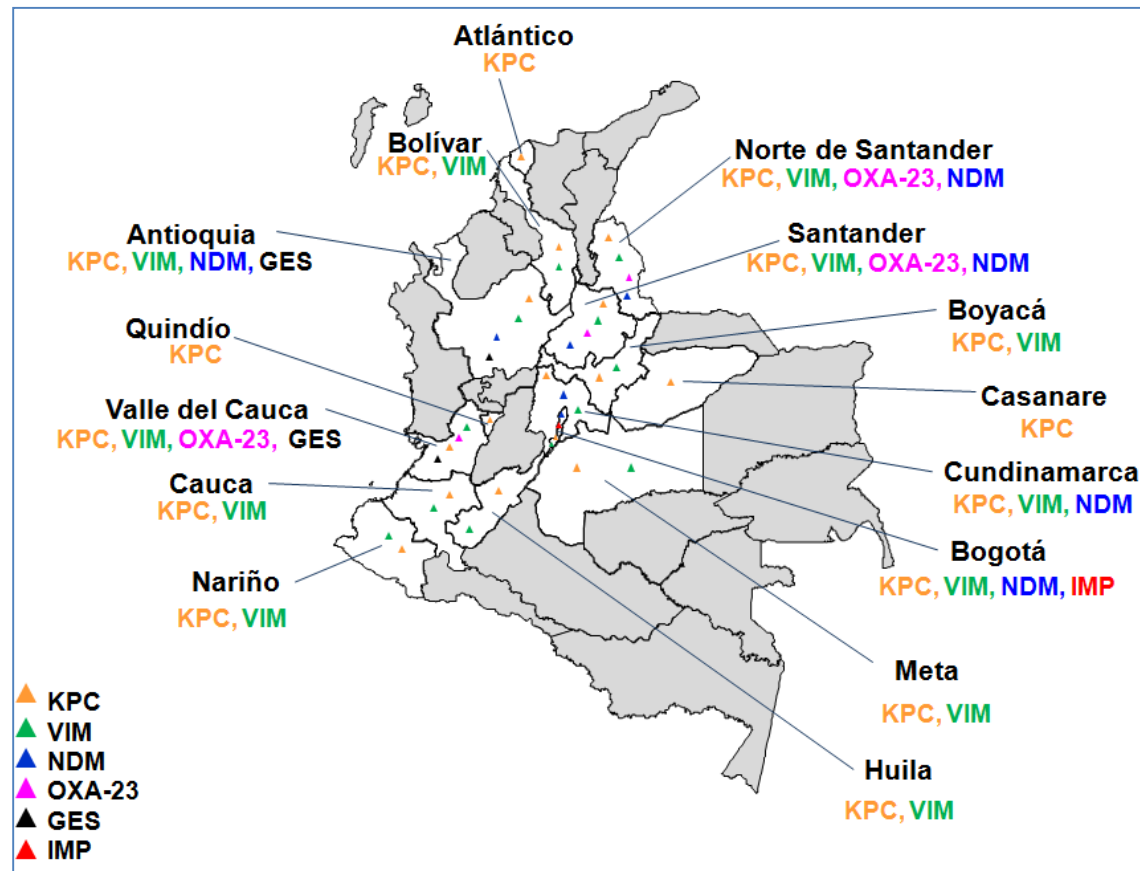 Atlántico
KPC
Bolívar
KPC, VIM
Norte de Santander
KPC, VIM, OXA-23, NDM
Antioquia
KPC, VIM, NDM, GES
Santander
KPC, VIM, OXA-23, NDM
Quindío
KPC
Boyacá
KPC, VIM
Valle del Cauca
KPC, VIM, OXA-23, GES
Casanare
KPC
Cauca
KPC, VIM
Cundinamarca
KPC, VIM, NDM
Nariño
KPC, VIM
Bogotá
KPC, VIM, NDM, IMP
Meta
KPC, VIM
Huila
KPC, VIM
KPC
VIM
NDM
OXA-23
GES
IMP